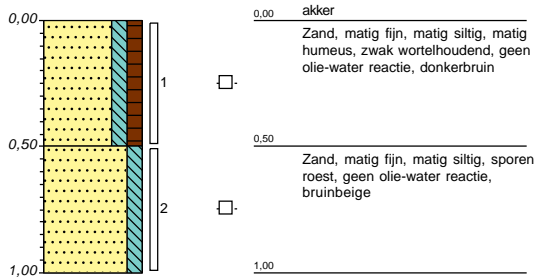 akker
0,00
0,00
Zand, matig fijn, matig siltig, matig
humeus, zwak wortelhoudend, geen
olie-water reactie, donkerbruin
1
0,50
0,50
Zand, matig fijn, matig siltig, sporen
roest, geen olie-water reactie,
bruinbeige
2
1,00
1,00